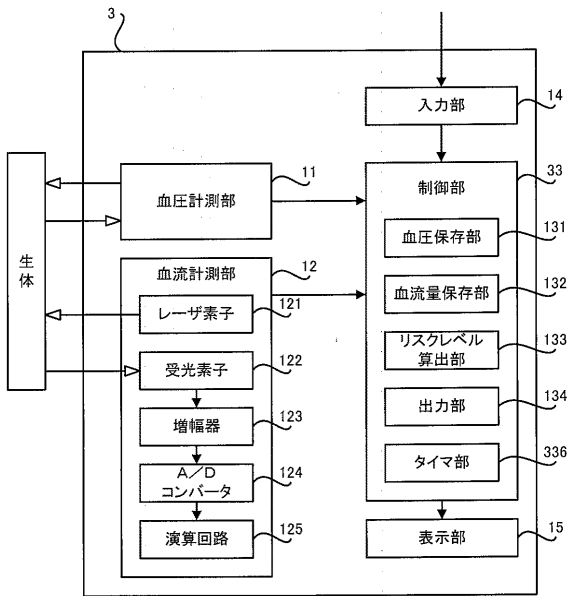 3
入力部
14
生体
血圧計測部
11
制御部
33
血圧保存部
131
血流計測部
12
血流量保存部
132
レーザ素子
121
リスクレベル
算出部
133
受光素子
122
出力部
134
増幅器
123
タイマ部
336
A/D
コンバータ
124
演算回路
125
表示部
15